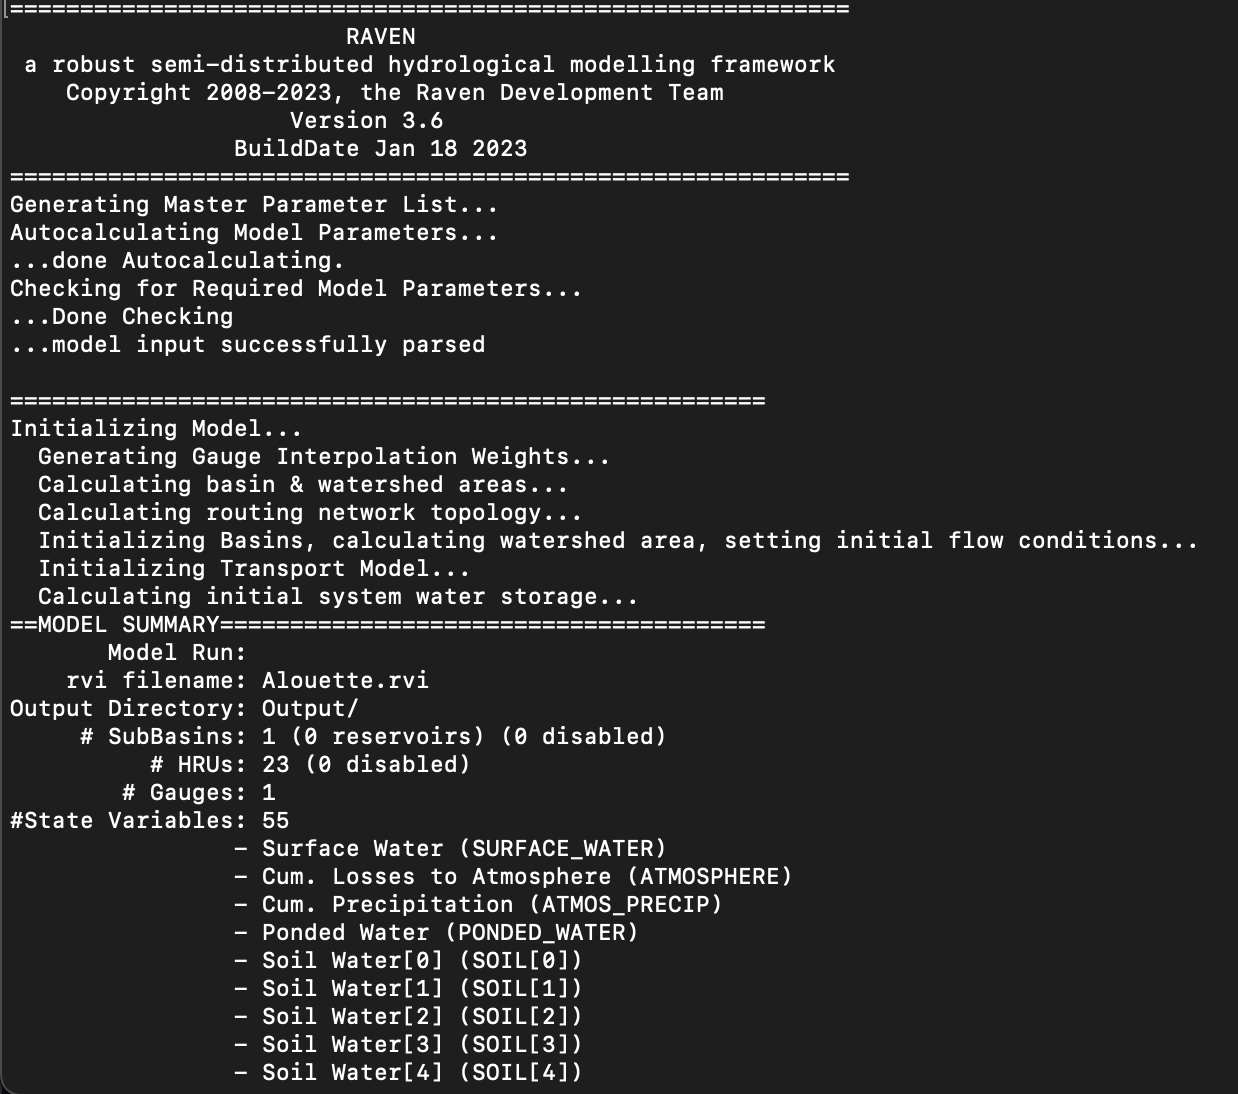 ============================================================
RAVEN
a robust semi-distributed hydrological modelling framework
Copyright 2008-2023, the Raven Development Team
Version 3.6
BuildDate Jan 18 2023
============================================================
Generating Master Parameter List...
Autocalculating Model Parameters...
...done Autocalculating.
Checking for Required Model Parameters...
...Done Checking
...model input successfully parsed
======================================================
Initializing Model...
Generating Gauge Interpolation Weights...
Calculating basin & watershed areas...
Calculating routing network topology...
Initializing Basins, calculating watershed area, setting initial flow conditions...
Initializing Transport Model...
Calculating initial system water storage...
==MODEL SUMMARY=======================================
Model Run:
rvi filename: Alouette.rvi
Output Directory: Output/
# SubBasins: 1 (0 reservoirs) (0 disabled)
# HRUs: 23 (0 disabled)
# Gauges: 1
#State Variables: 55
- Surface Water (SURFACE_WATER)
- Cum. Losses to Atmosphere (ATMOSPHERE)
- Cum. Precipitation (ATMOS_PRECIP)
- Ponded Water (PONDED_WATER)
- Soil Water[0] (SOIL[0])
- Soil Water[1] (SOIL[1])
- Soil Water[2] (SOIL[2])
- Soil Water[3] (SOIL[3])
- Soil Water[4] (SOIL[4])